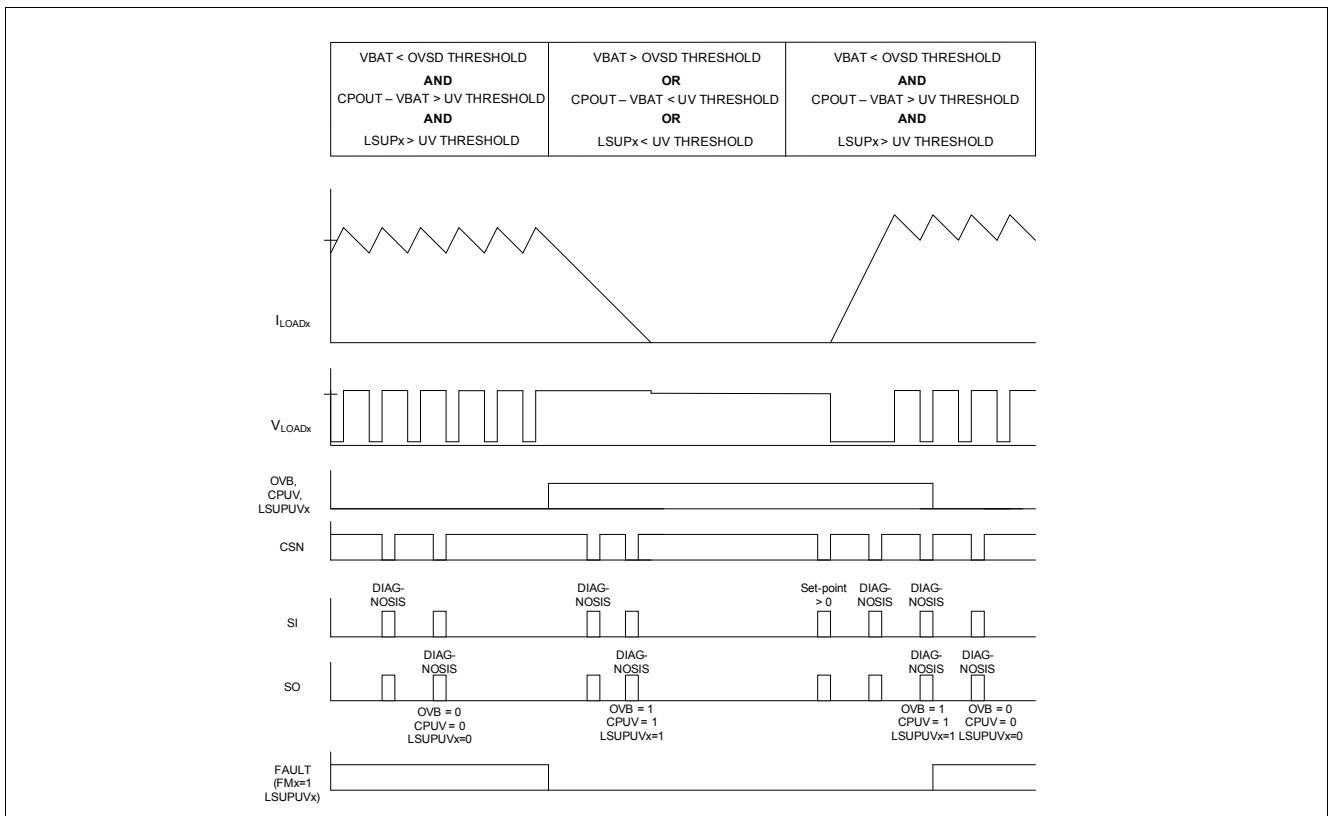 VBAT < OVSD THRESHOLD
AND
CPOUT – VBAT > UV THRESHOLD
AND
LSUPx > UV THRESHOLD
VBAT > OVSD THRESHOLD
OR
CPOUT – VBAT < UV THRESHOLD
OR
LSUPx < UV THRESHOLD
VBAT < OVSD THRESHOLD
AND
CPOUT – VBAT > UV THRESHOLD
AND
LSUPx > UV THRESHOLD
ILOADx
VLOADx
OVB,
CPUV,
LSUPUVx
CSN
DIAG-
NOSIS
DIAG-
NOSIS
Set-point
> 0
DIAG-
NOSIS
DIAG-
NOSIS
SI
DIAG-
NOSIS
DIAG-
NOSIS
DIAG-
NOSIS
DIAG-
NOSIS
SO
OVB = 0
CPUV = 0
LSUPUVx=0
OVB = 1
CPUV = 1
LSUPUVx=1
OVB = 1
CPUV = 1
LSUPUVx=1
OVB = 0
CPUV = 0
LSUPUVx=0
FAULT
(FMx=1
LSUPUVx)